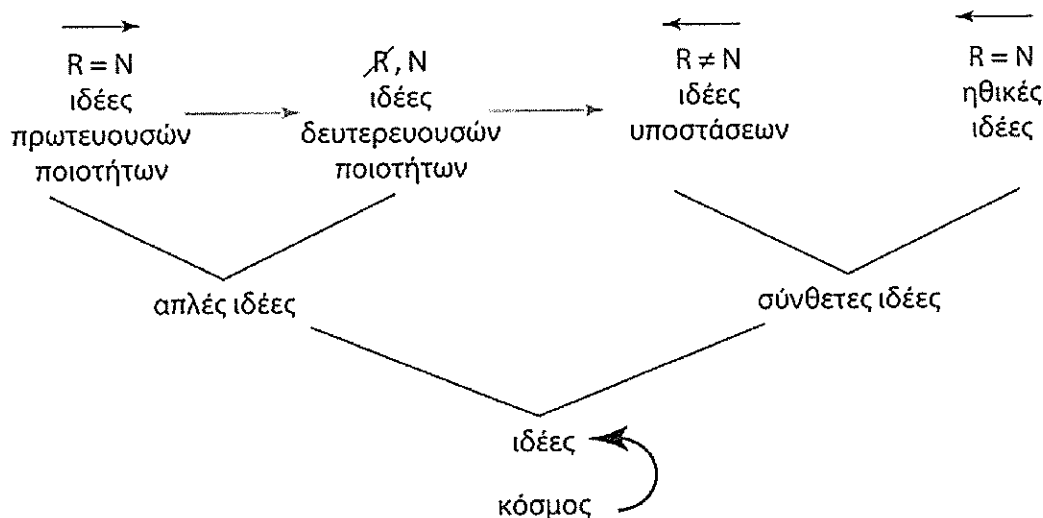 R = N
ιδέες
πρωτευουσών
ποιοτήτων
R, N
ιδέες
δευτερευουσών
ποιοτήτων
R ≠ N
ιδέες
υποστάσεων
R = N
ηθικές
ιδέες
απλές ιδέες
σύνθετες ιδέες
ιδέες
κόσμος